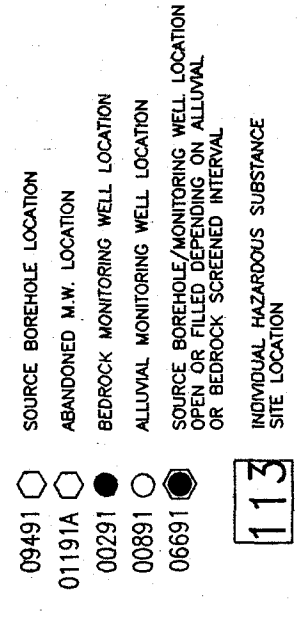 09491 SOURCE BOREHOLE LOCATION
01191A ABANDONED M.W. LOCATION
00291 BEDROCK MONITORING WELL LOCATION
00891 ALLUVIAL MONITORING WELL LOCATION
06691 SOURCE BOREHOLE/MONITORING WELL LOCATION
OPEN OR FILLED DEPENDING ON ALLUVIAL
OR BEDROCK SCREENED INTERVAL
113 INDIVIDUAL HAZARDOUS SUBSTANCE
SITE LOCATION